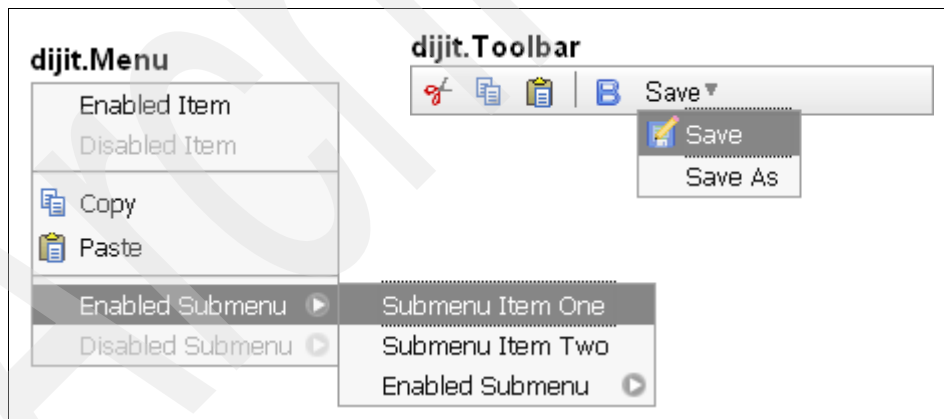 dijit.Menu
Enabled Item
Disabled Item
Copy
Paste
Enabled Submenu
Disabled Submenu
Submenu Item One
Submenu Item Two
Enabled Submenu
dijit.Toolbar
B Save
Save
Save As